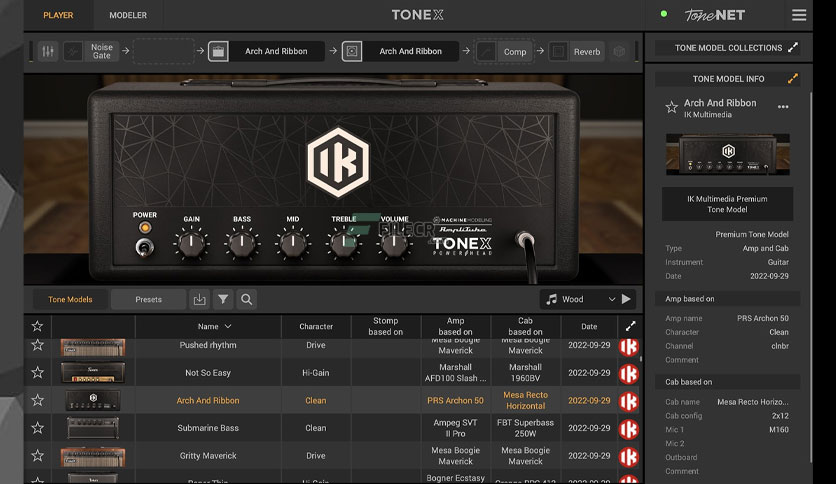 PLAYER
MODELER
TONEX
ToneNET
Noise
Gate
Arch And Ribbon
Arch And Ribbon
Comp
Reverb
TONE MODEL COLLECTIONS
TONE MODEL INFO
Arch And Ribbon
IK Multimedia
IK Multimedia Premium
Tone Model
Premium Tone Model
Type Amp and Cab
Instrument Guitar
Date 2022-09-29
Amp based on
Amp name PRS Archon 50
Character Clean
Channel clnbr
Comment
Cab based on
Cab name Mesa Recto Horizo...
Cab config 2x12
Mic 1 M160
Mic 2
Outboard
Comment
IK
POWER
GAIN
BASS
MID
TREBLE
VOLUME
FILECR
MACHINE MODELING
AmpliTube
TONEX
POWERHEAD
Tone Models
Presets
Wood
Name
Character
Stomp
based on
Amp
based on
Cab
based on
Date
Pushed rhythm Drive Mesa Boogie Maverick Mesa Boogie Maverick 2022-09-29
Not So Easy Hi-Gain Marshall AFD100 Slash ... Marshall 1960BV 2022-09-29
Arch And Ribbon Clean PRS Archon 50 Mesa Recto Horizontal 2022-09-29
Submarine Bass Clean Ampeg SVT II Pro FBT Superbass 250W 2022-09-29
Gritty Maverick Drive Mesa Boogie Maverick Mesa Boogie Maverick 2022-09-29
Bogner Ecstasy